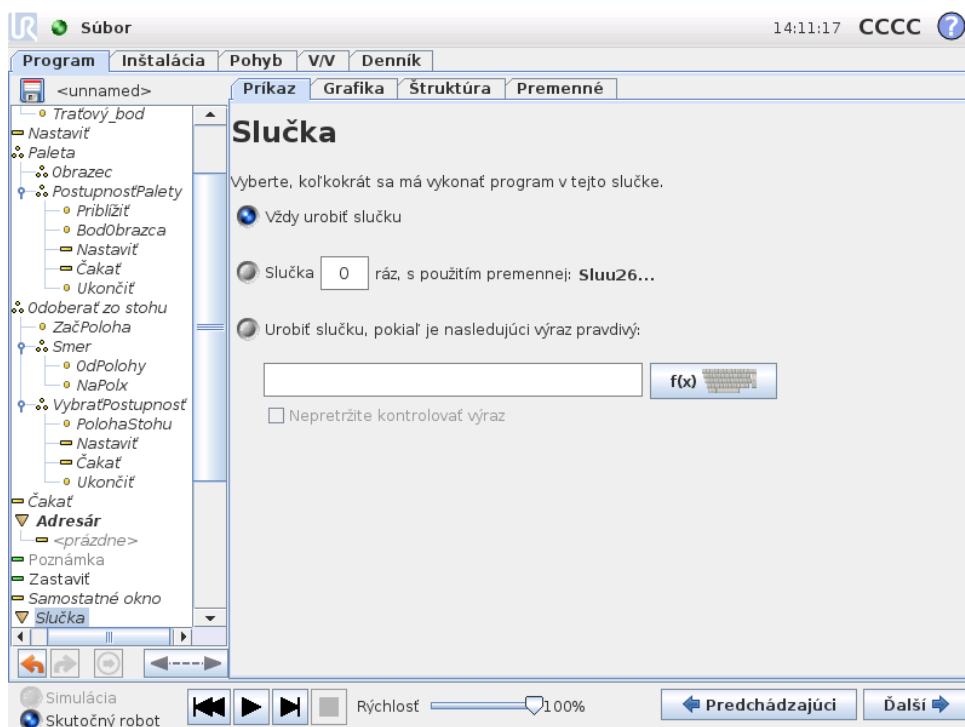 UR Súbor 14:11:17 CCCC ?
Program Inštalácia Pohyb V/V Denník
<unnamed> Príkaz Grafika Štruktúra Premenné
Traťový_bod
Nastaviť
Paleta
Obrazec
PostupnosťPalety
Priblížiť
BodObrazca
Nastaviť
Čakať
Ukončiť
Odoberať zo stohu
ZačPoloha
Smer
OdPolohy
NaPolx
VybraťPostupnosť
PolohaStohu
Nastaviť
Čakať
Ukončiť
Čakať
Adresár
<prázdne>
Poznámka
Zastaviť
Samostatné okno
Slučka
Slučka
Vyberte, koľkokrát sa má vykonať program v tejto slučke.
Vždy urobiť slučku
Slučka 0 ráz, s použitím premennej: Sluu26...
Urobiť slučku, pokiaľ je nasledujúci výraz pravdivý:
f(x)
Nepretržite kontrolovať výraz
Simulácia
Skutočný robot
Rýchlosť 100%
Predchádzajúci Ďalší